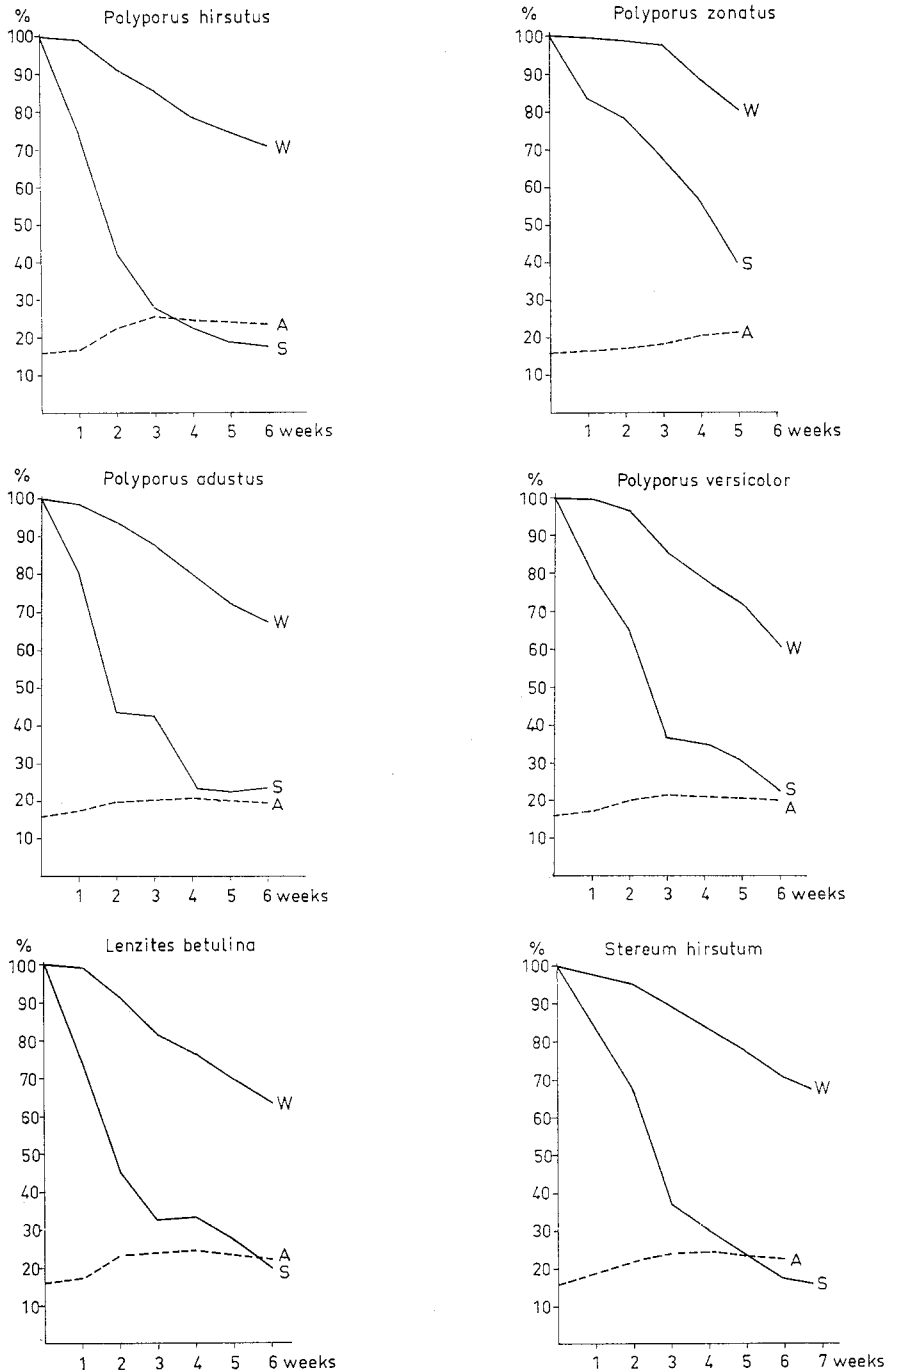 Polyporus hirsutus
%
100
90
80
70
60
50
40
30
20
10
W
A
S
1 2 3 4 5 6 weeks
Polyporus zonatus
%
100
90
80
70
60
50
40
30
20
10
W
S
A
1 2 3 4 5 6 weeks
Polyporus adustus
%
100
90
80
70
60
50
40
30
20
10
W
S
A
1 2 3 4 5 6 weeks
Polyporus versicolor
%
100
90
80
70
60
50
40
30
20
10
W
S
A
1 2 3 4 5 6 weeks
Lenzites betulina
%
100
90
80
70
60
50
40
30
20
10
W
A
S
1 2 3 4 5 6 weeks
Stereum hirsutum
%
100
90
80
70
60
50
40
30
20
10
W
A
S
1 2 3 4 5 6 7 weeks